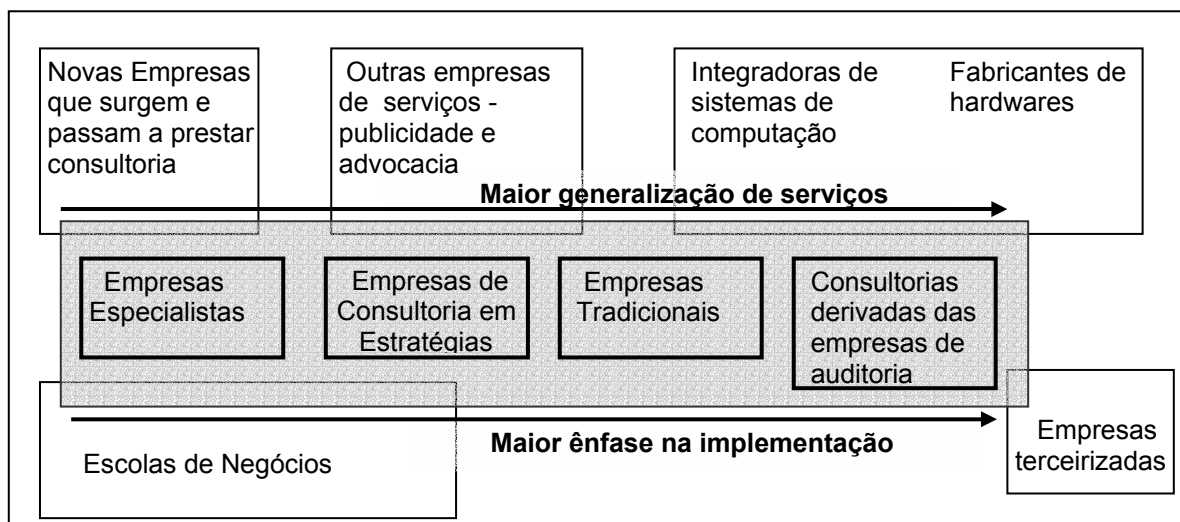 Novas Empresas
que surgem e
passam a prestar
consultoria
Outras empresas
de serviços -
publicidade e
advocacia
Integradoras de
sistemas de
computação
Fabricantes de
hardwares
Maior generalização de serviços
Empresas
Especialistas
Empresas de
Consultoria em
Estratégias
Empresas
Tradicionais
Consultorias
derivadas das
empresas de
auditoria
Maior ênfase na implementação
Escolas de Negócios
Empresas
terceirizadas